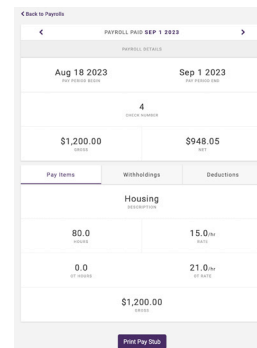 Back to Payrolls
PAYROLL PAID SEP 1 2023
PAYROLL DETAILS
Aug 18 2023 Sep 1 2023
PAY PERIOD BEGIN PAY PERIOD END
4
CHECK NUMBER
$1,200.00 $948.05
GROSS NET
Pay Items Withholdings Deductions
Housing
DESCRIPTION
80.0 15.0/hr
HOURS RATE
0.0 21.0/hr
OT HOURS OT RATE
$1,200.00
GROSS
Print Pay Stub